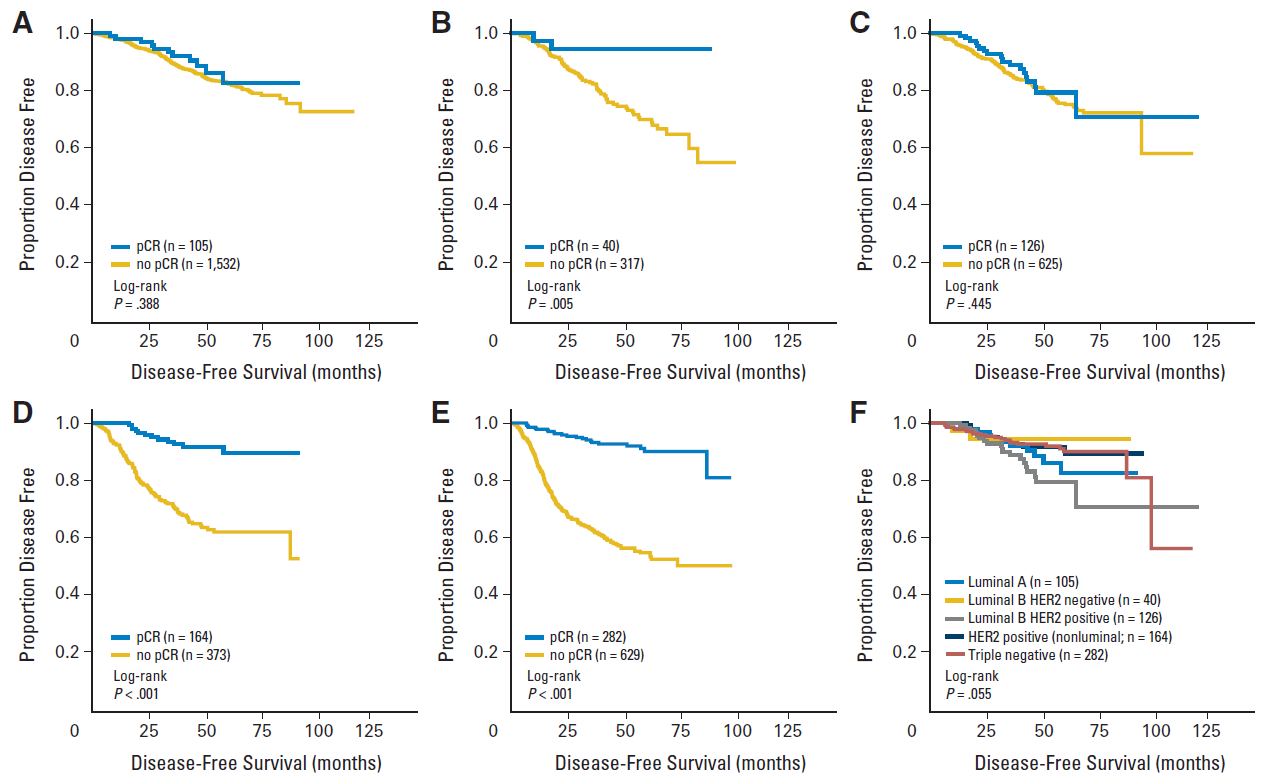 A
Proportion Disease Free
1.0
0.8
0.6
0.4
0.2
pCR (n = 105)
no pCR (n = 1,532)
Log-rank
P = .388
0 25 50 75 100 125
Disease-Free Survival (months)
B
Proportion Disease Free
1.0
0.8
0.6
0.4
0.2
pCR (n = 40)
no pCR (n = 317)
Log-rank
P = .005
0 25 50 75 100 125
Disease-Free Survival (months)
C
Proportion Disease Free
1.0
0.8
0.6
0.4
0.2
pCR (n = 126)
no pCR (n = 625)
Log-rank
P = .445
0 25 50 75 100 125
Disease-Free Survival (months)
D
Proportion Disease Free
1.0
0.8
0.6
0.4
0.2
pCR (n = 164)
no pCR (n = 373)
Log-rank
P < .001
0 25 50 75 100 125
Disease-Free Survival (months)
E
Proportion Disease Free
1.0
0.8
0.6
0.4
0.2
pCR (n = 282)
no pCR (n = 629)
Log-rank
P < .001
0 25 50 75 100 125
Disease-Free Survival (months)
F
Proportion Disease Free
1.0
0.8
0.6
0.4
0.2
Luminal A (n = 105)
Luminal B HER2 negative (n = 40)
Luminal B HER2 positive (n = 126)
HER2 positive (nonluminal; n = 164)
Triple negative (n = 282)
Log-rank
P = .055
0 25 50 75 100 125
Disease-Free Survival (months)